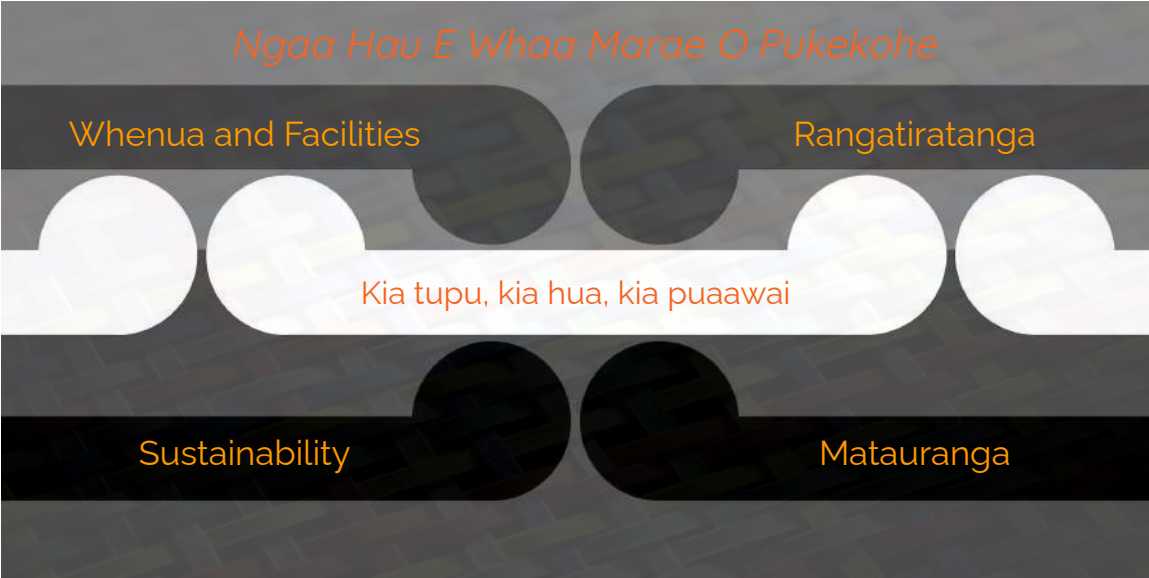 Ngaa Hau E Whaa Marae O Pukekohe
Whenua and Facilities
Rangatiratanga
Kia tupu, kia hua, kia puaawai
Sustainability
Matauranga